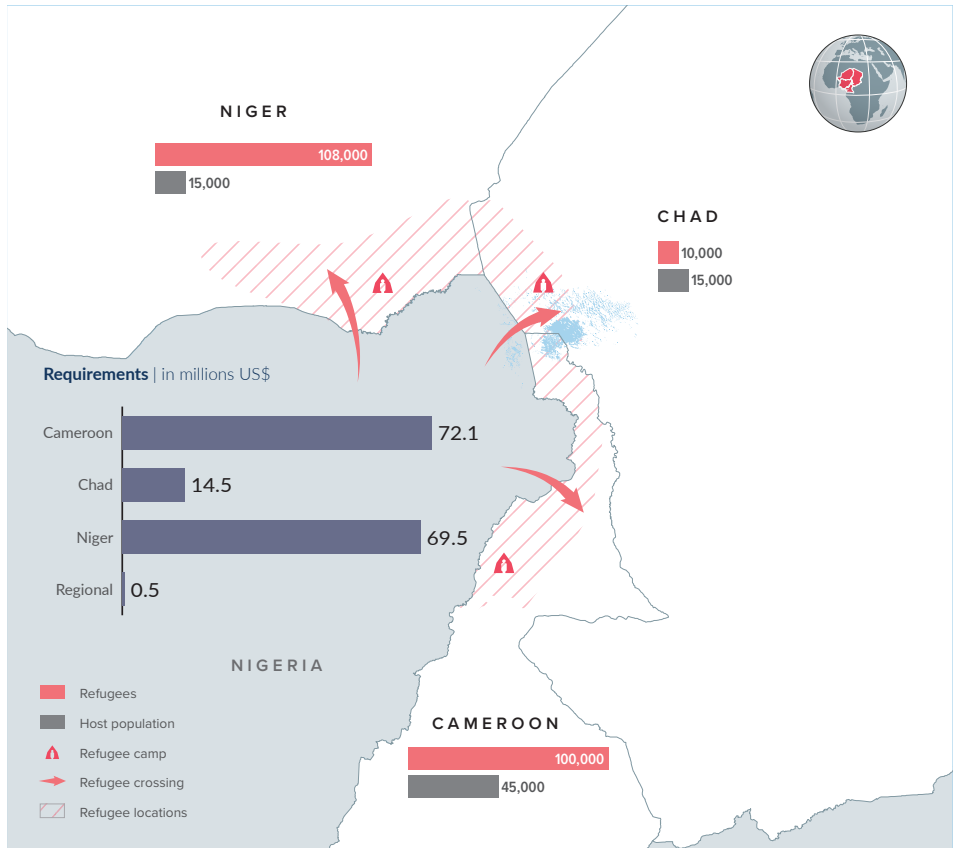 NIGER
108,000
15,000
CHAD
10,000
15,000
Requirements | in millions US$
Cameroon 72.1
Chad 14.5
Niger 69.5
Regional 0.5
NIGERIA
Refugees
Host population
Refugee camp
Refugee crossing
Refugee locations
CAMEROON
100,000
45,000